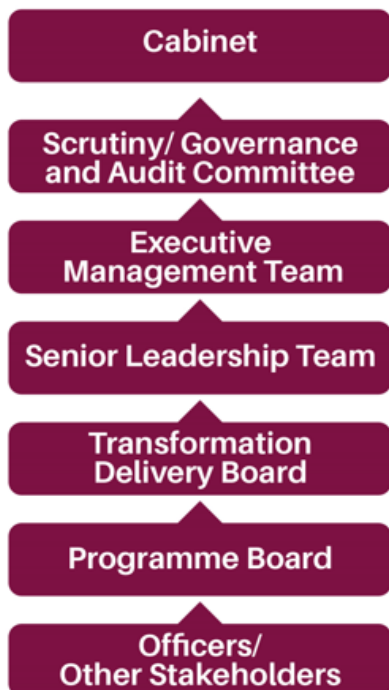 Cabinet
Scrutiny/ Governance
and Audit Committee
Executive
Management Team
Senior Leadership Team
Transformation
Delivery Board
Programme Board
Officers/
Other Stakeholders